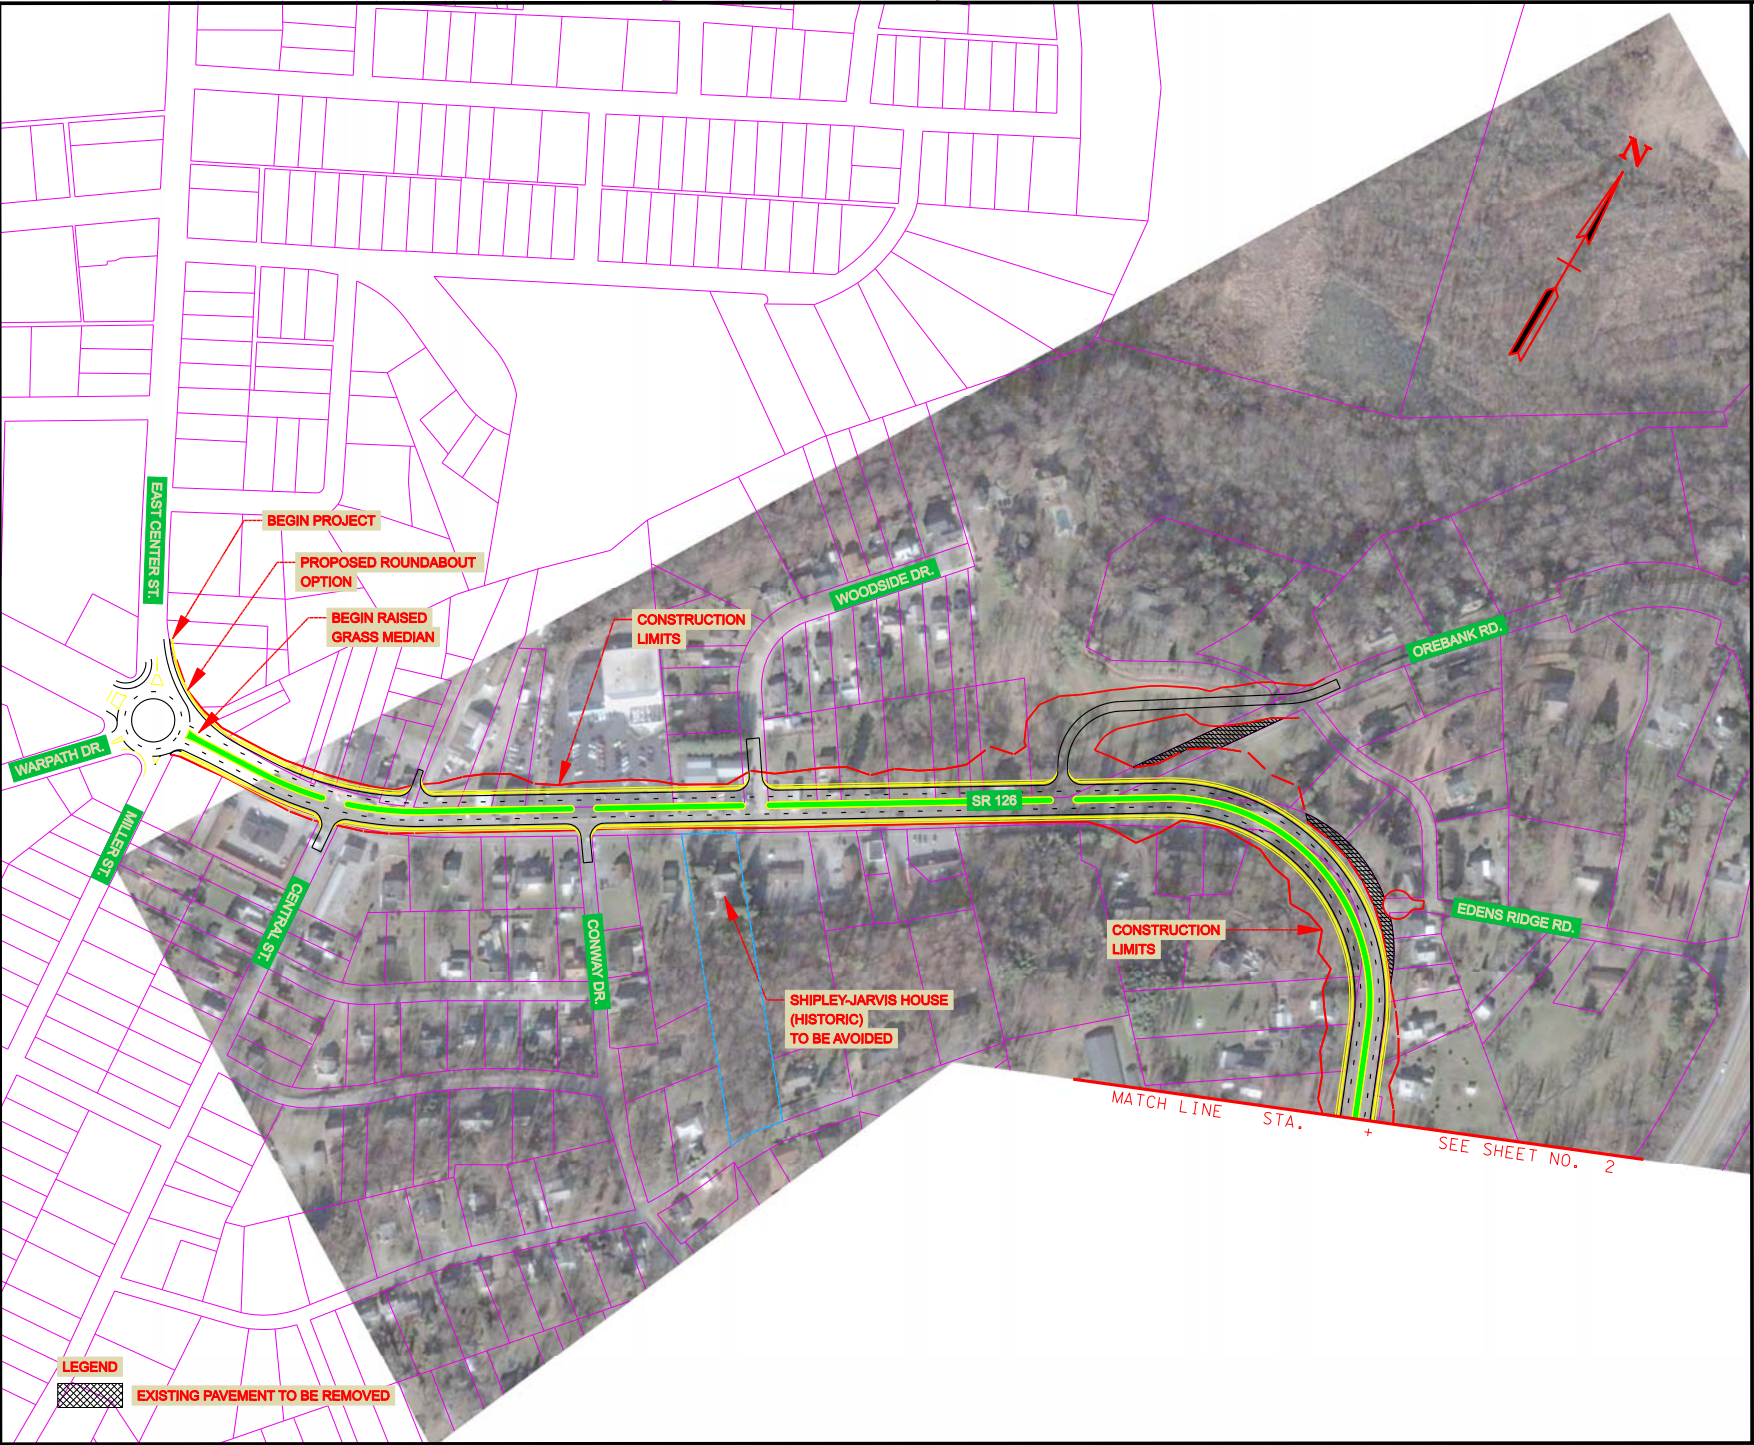 N
EAST CENTER ST.
BEGIN PROJECT
PROPOSED ROUNDABOUT
OPTION
BEGIN RAISED
GRASS MEDIAN
CONSTRUCTION
LIMITS
WOODSIDE DR.
OREBANK RD.
WARPATH DR.
MILLER ST.
SR 126
CENTRAL ST.
CONWAY DR.
EDENS RIDGE RD.
CONSTRUCTION
LIMITS
SHIPLEY-JARVIS HOUSE
(HISTORIC)
TO BE AVOIDED
MATCH LINE STA. + SEE SHEET NO. 2
LEGEND
EXISTING PAVEMENT TO BE REMOVED